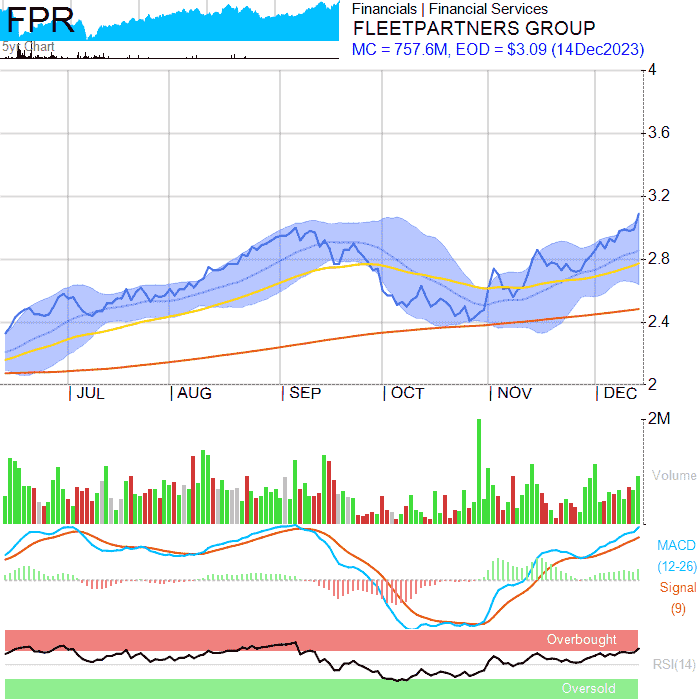 FPR
5yr Chart
Financials | Financial Services
FLEETPARTNERS GROUP
MC = 757.6M, EOD = $3.09 (14Dec2023)
4
3.6
3.2
2.8
2.4
2
JUL AUG SEP OCT NOV DEC
2M
Volume
MACD
(12-26)
Signal
(9)
Overbought
RSI(14)
Oversold